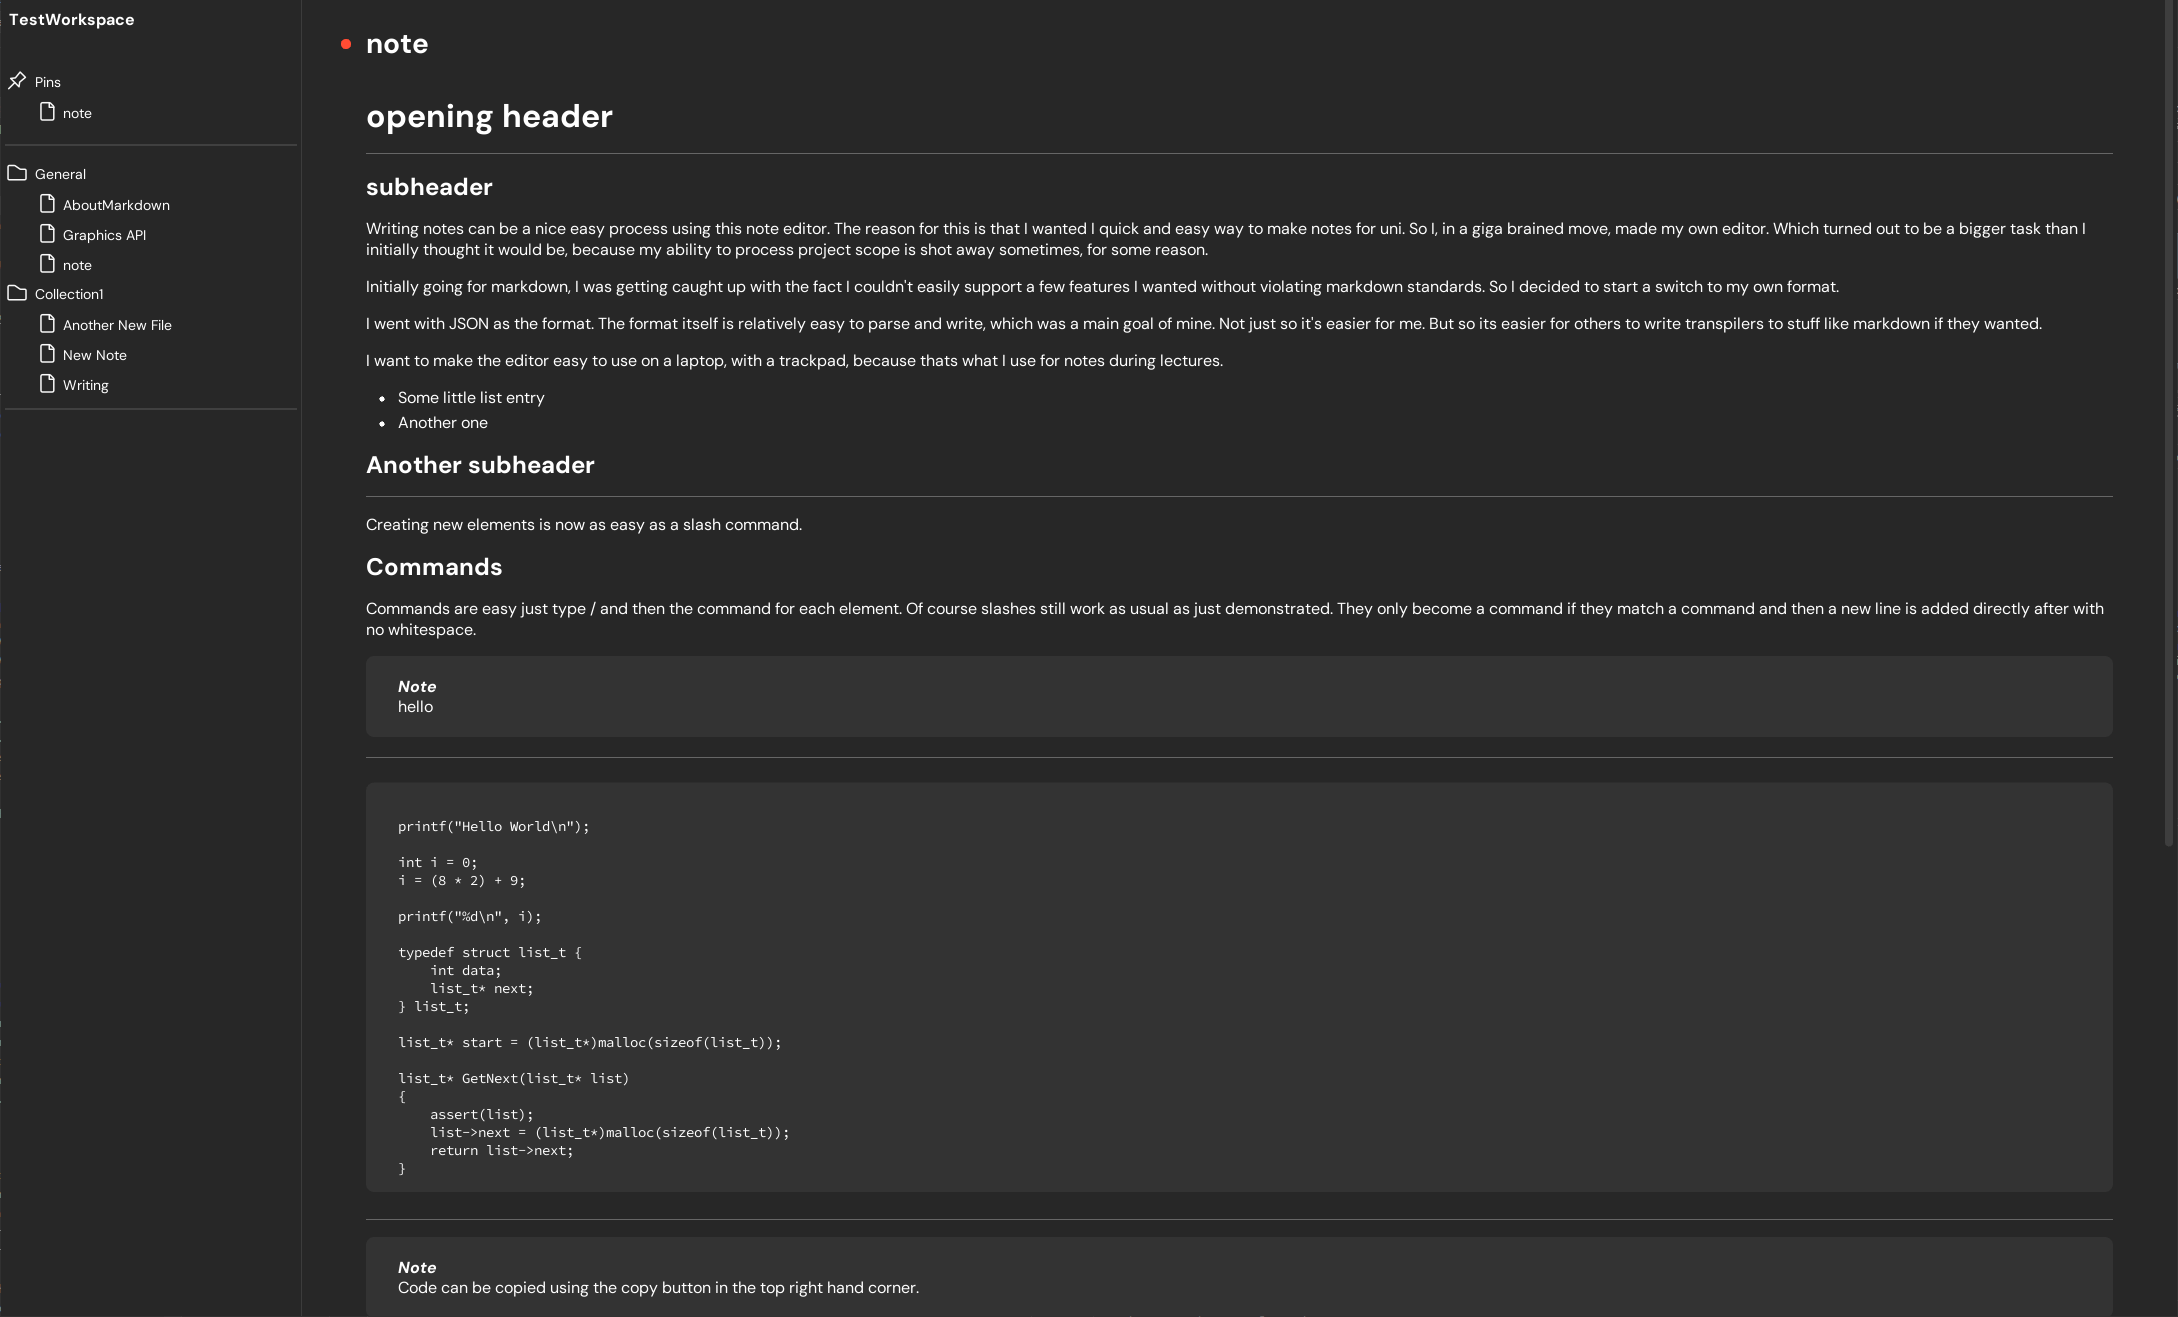 TestWorkspace
Pins
note
General
AboutMarkdown
Graphics API
note
Collection1
Another New File
New Note
Writing
note
opening header
subheader
Writing notes can be a nice easy process using this note editor. The reason for this is that I wanted I quick and easy way to make notes for uni. So I, in a giga brained move, made my own editor. Which turned out to be a bigger task than I
initially thought it would be, because my ability to process project scope is shot away sometimes, for some reason.
Initially going for markdown, I was getting caught up with the fact I couldn't easily support a few features I wanted without violating markdown standards. So I decided to start a switch to my own format.
I went with JSON as the format. The format itself is relatively easy to parse and write, which was a main goal of mine. Not just so it's easier for me. But so its easier for others to write transpilers to stuff like markdown if they wanted.
I want to make the editor easy to use on a laptop, with a trackpad, because thats what I use for notes during lectures.
• Some little list entry
• Another one
Another subheader
Creating new elements is now as easy as a slash command.
Commands
Commands are easy just type / and then the command for each element. Of course slashes still work as usual as just demonstrated. They only become a command if they match a command and then a new line is added directly after with
no whitespace.
Note
hello
printf("Hello World\n");
int i = 0;
i = (8 * 2) + 9;
printf("%d\n", i);
typedef struct list_t {
    int data;
    list_t* next;
} list_t;
list_t* start = (list_t*)malloc(sizeof(list_t));
list_t* GetNext(list_t* list)
{
    assert(list);
    list->next = (list_t*)malloc(sizeof(list_t));
    return list->next;
}
Note
Code can be copied using the copy button in the top right hand corner.